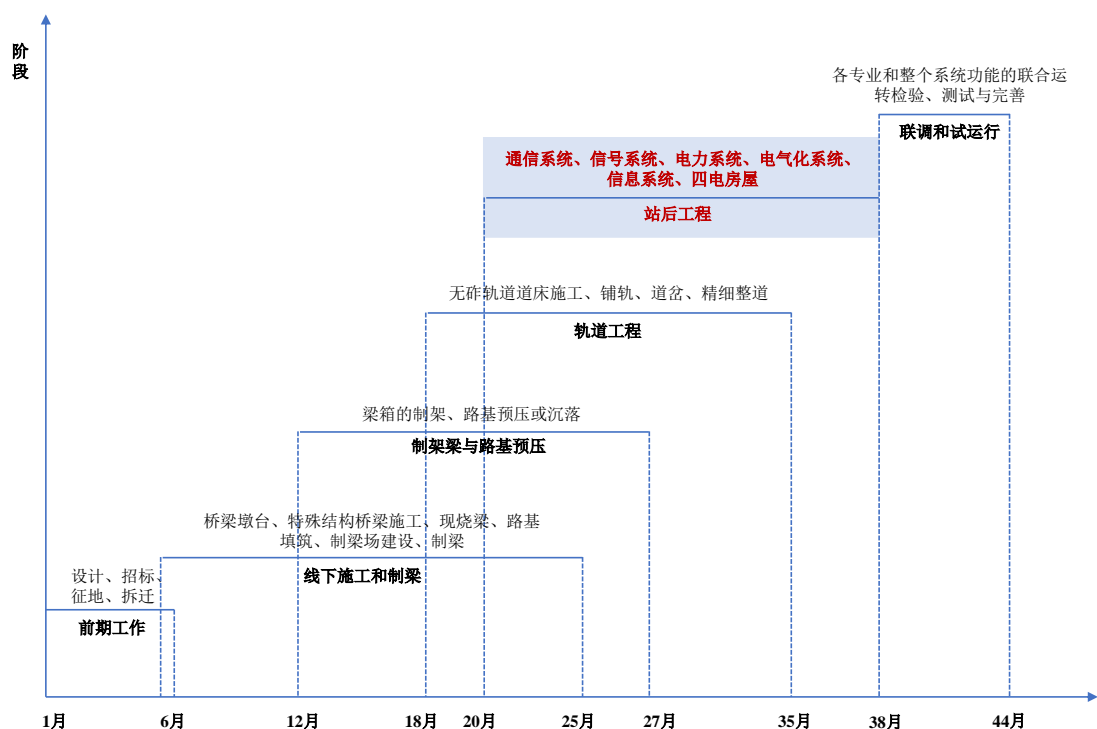 阶
段
各专业和整个系统功能的联合运
转检验、测试与完善
联调和试运行
通信系统、信号系统、电力系统、电气化系统、
信息系统、四电房屋
站后工程
无砟轨道道床施工、铺轨、道岔、精细整道
轨道工程
梁箱的制架、路基预压或沉落
制架梁与路基预压
桥梁墩台、特殊结构桥梁施工、现烧梁、路基
填筑、制梁场建设、制梁
线下施工和制梁
设计、招标、
征地、拆迁
前期工作
1月 6月 12月 18月 20月 25月 27月 35月 38月 44月